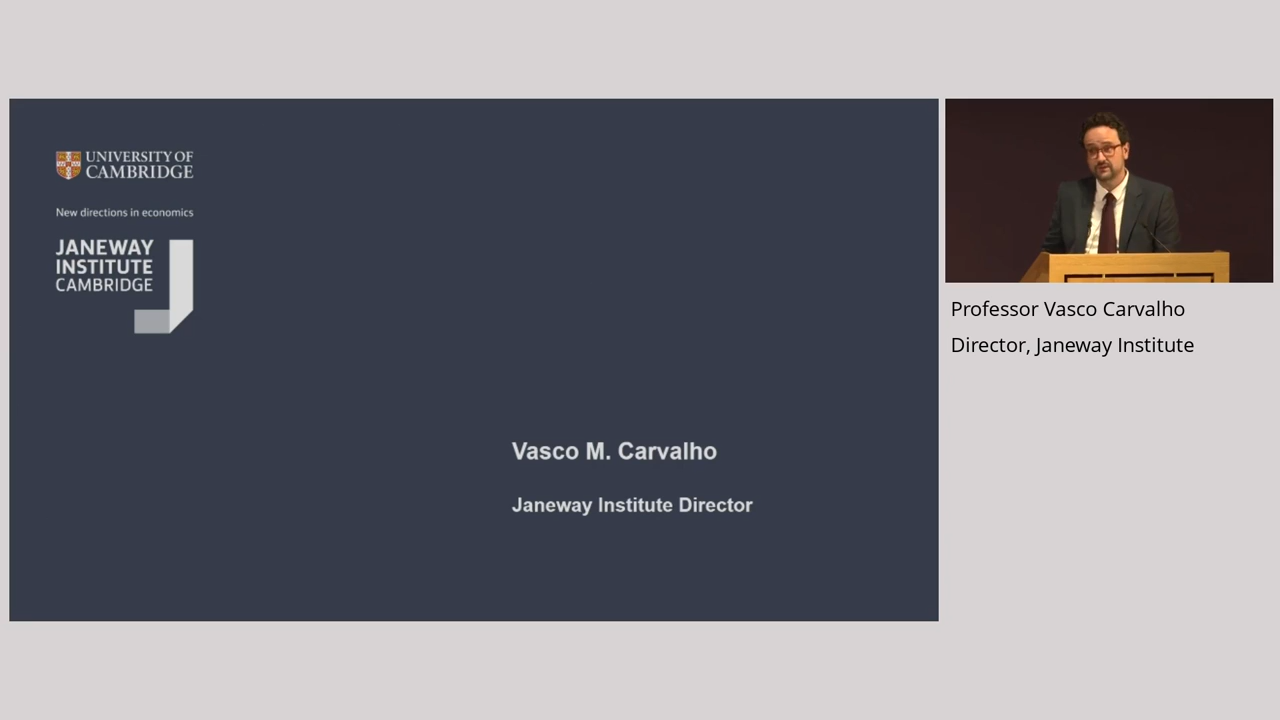 UNIVERSITY OF
CAMBRIDGE
New directions in economics
JANEWAY
INSTITUTE
CAMBRIDGE
Vasco M. Carvalho
Janeway Institute Director
Professor Vasco Carvalho
Director, Janeway Institute